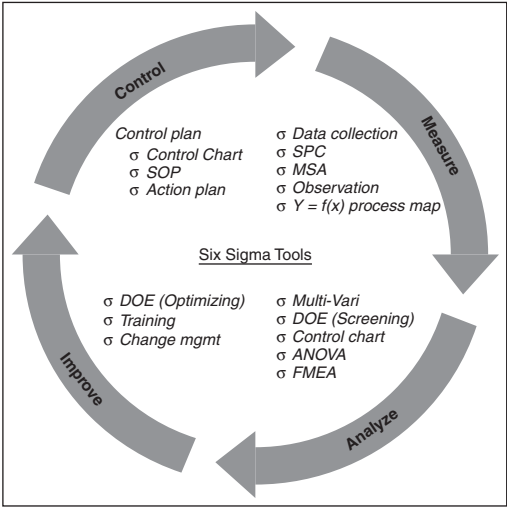 Control
Measure
Control plan
σ Control Chart
σ SOP
σ Action plan
σ Data collection
σ SPC
σ MSA
σ Observation
σ Y = f(x) process map
Six Sigma Tools
σ DOE (Optimizing)
σ Training
σ Change mgmt
σ Multi-Vari
σ DOE (Screening)
σ Control chart
σ ANOVA
σ FMEA
Improve
Analyze